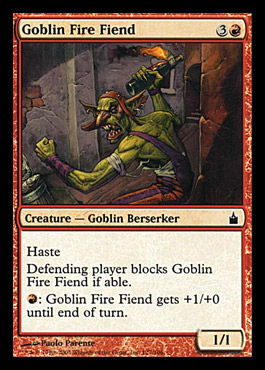 Goblin Fire Fiend
3
Creature — Goblin Berserker
Haste
Defending player blocks Goblin
Fire Fiend if able.
: Goblin Fire Fiend gets +1/+0
until end of turn.
Paolo Parente
1/1